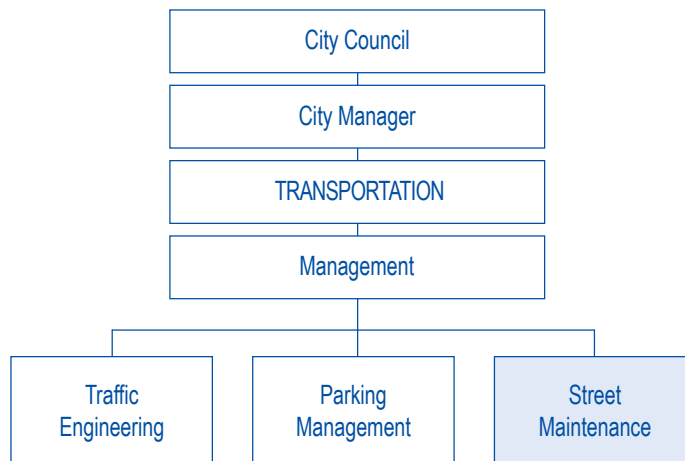 City Council
City Manager
TRANSPORTATION
Management
Traffic
Engineering
Parking
Management
Street
Maintenance